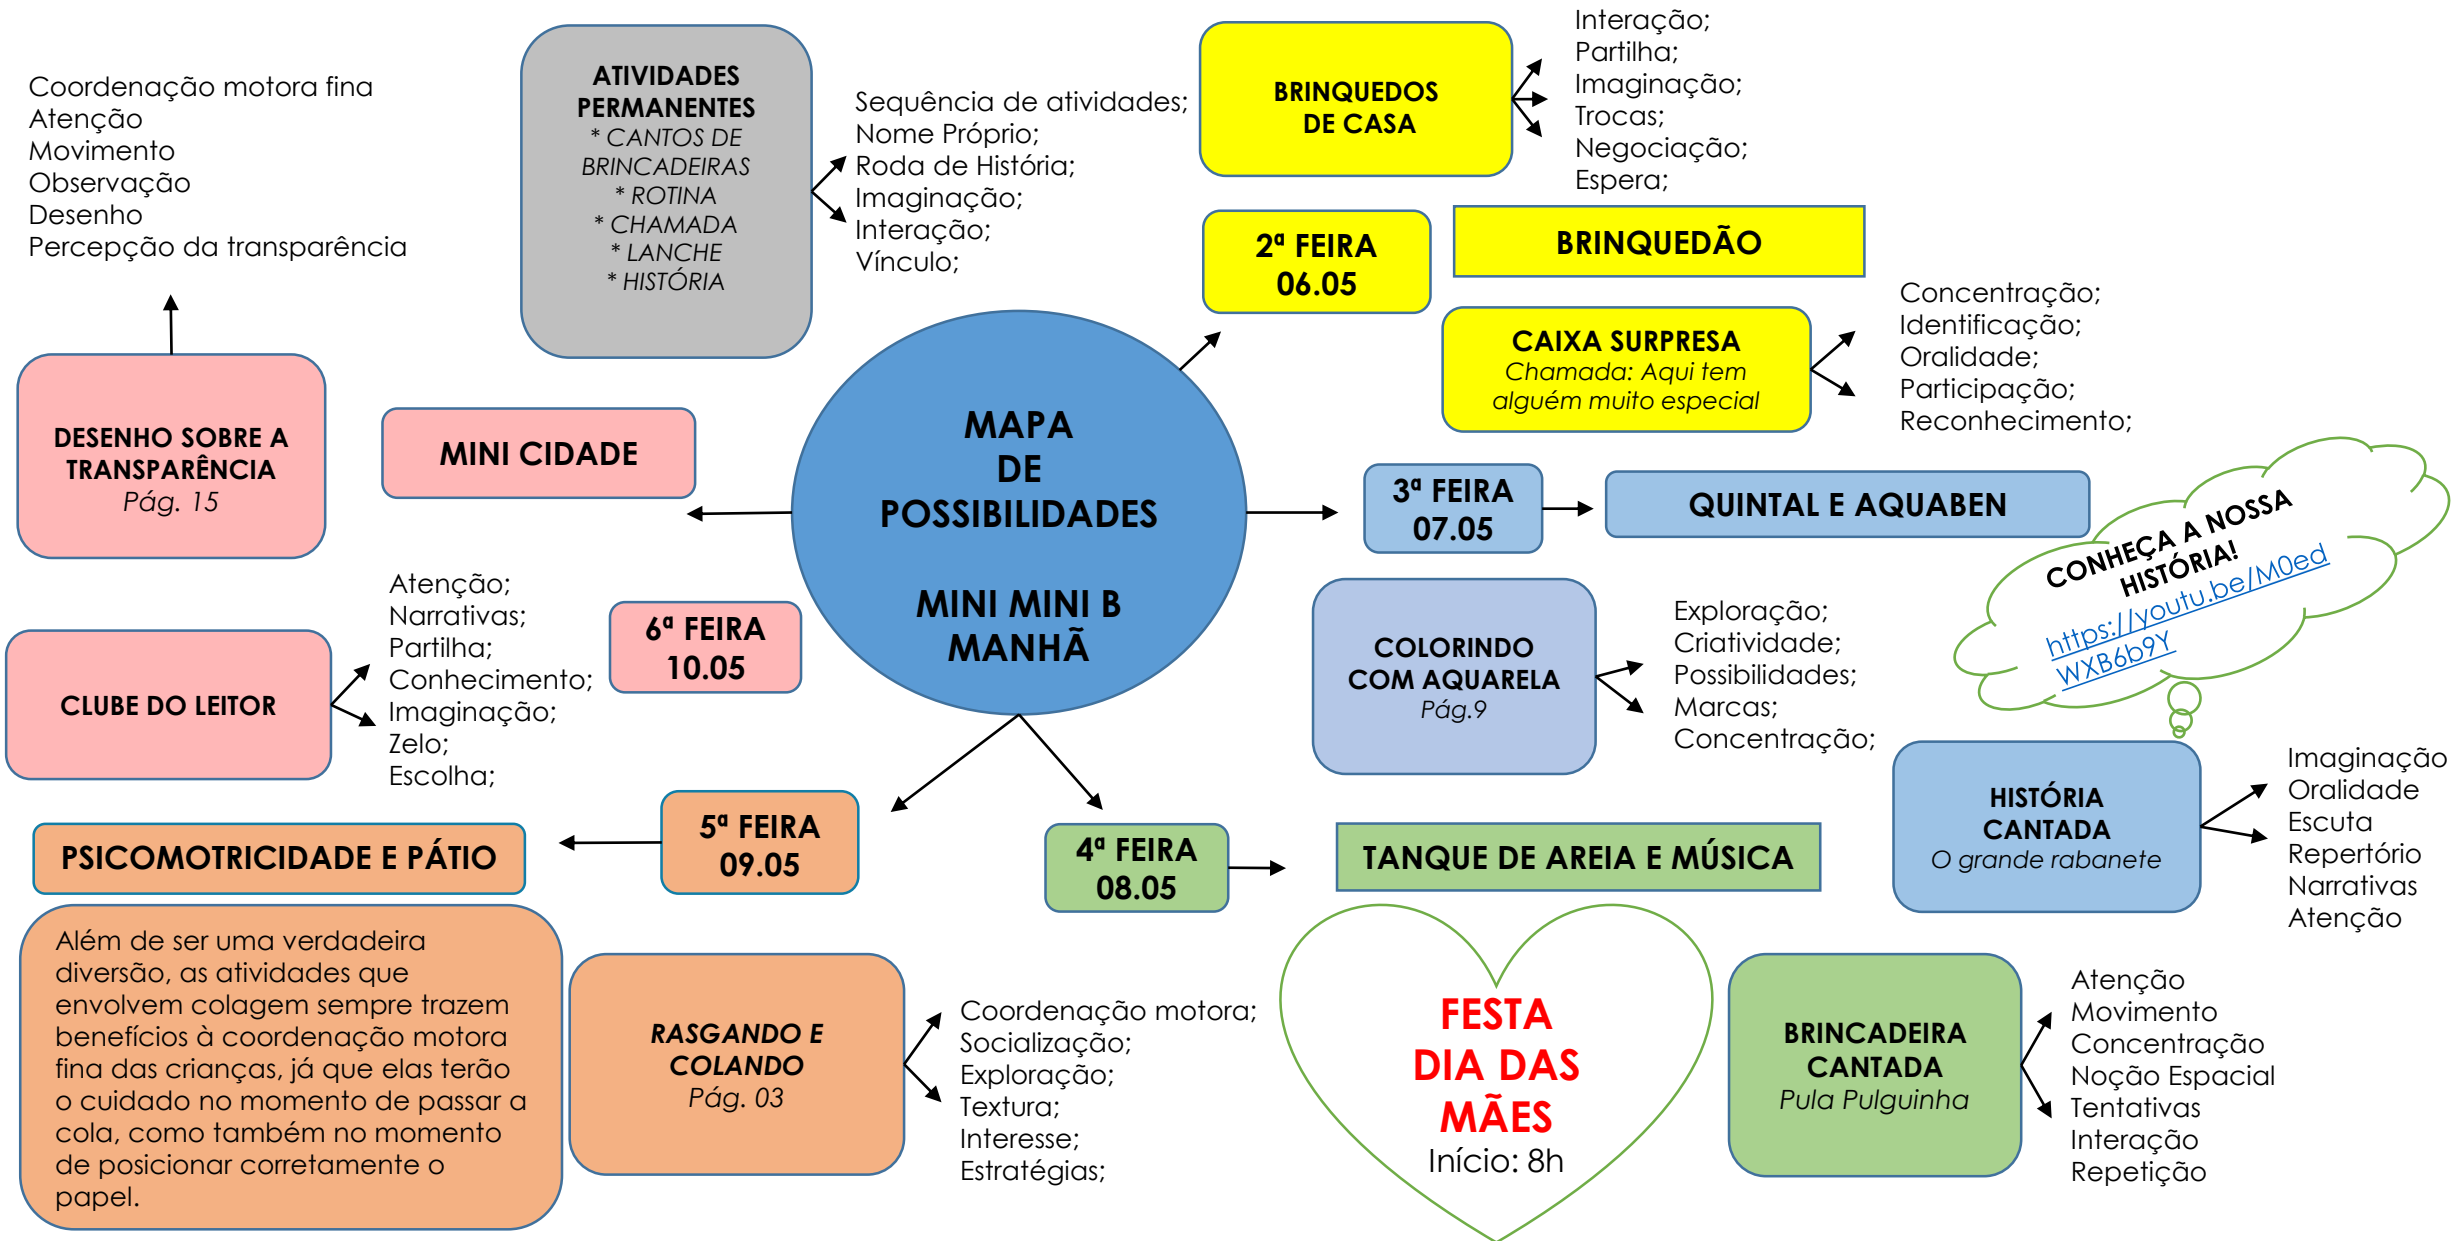 Coordenação motora fina
Atenção
Movimento
Observação
Desenho
Percepção da transparência
ATIVIDADES
PERMANENTES
* CANTOS DE
BRINCADEIRAS
* ROTINA
* CHAMADA
* LANCHE
* HISTÓRIA
Sequência de atividades;
Nome Próprio;
Roda de História;
Imaginação;
Interação;
Vínculo;
BRINQUEDOS
DE CASA
Interação;
Partilha;
Imaginação;
Trocas;
Negociação;
Espera;
2ª FEIRA
06.05
BRINQUEDÃO
CAIXA SURPRESA
Chamada: Aqui tem
alguém muito especial
Concentração;
Identificação;
Oralidade;
Participação;
Reconhecimento;
DESENHO SOBRE A
TRANSPARÊNCIA
Pág. 15
MINI CIDADE
MAPA
DE
POSSIBILIDADES
MINI MINI B
MANHÃ
3ª FEIRA
07.05
QUINTAL E AQUABEN
CONHEÇA A NOSSA
HISTÓRIA!
https://youtu.be/M0ed
WXB6b9Y
COLORINDO
COM AQUARELA
Pág.9
Exploração;
Criatividade;
Possibilidades;
Marcas;
Concentração;
HISTÓRIA
CANTADA
O grande rabanete
Imaginação
Oralidade
Escuta
Repertório
Narrativas
Atenção
6ª FEIRA
10.05
CLUBE DO LEITOR
Atenção;
Narrativas;
Partilha;
Conhecimento;
Imaginação;
Zelo;
Escolha;
5ª FEIRA
09.05
PSICOMOTRICIDADE E PÁTIO
Além de ser uma verdadeira
diversão, as atividades que
envolvem colagem sempre trazem
benefícios à coordenação motora
fina das crianças, já que elas terão
o cuidado no momento de passar a
cola, como também no momento
de posicionar corretamente o
papel.
RASGANDO E
COLANDO
Pág. 03
Coordenação motora;
Socialização;
Exploração;
Textura;
Interesse;
Estratégias;
4ª FEIRA
08.05
TANQUE DE AREIA E MÚSICA
FESTA
DIA DAS
MÃES
Início: 8h
BRINCADEIRA
CANTADA
Pula Pulguinha
Atenção
Movimento
Concentração
Noção Espacial
Tentativas
Interação
Repetição